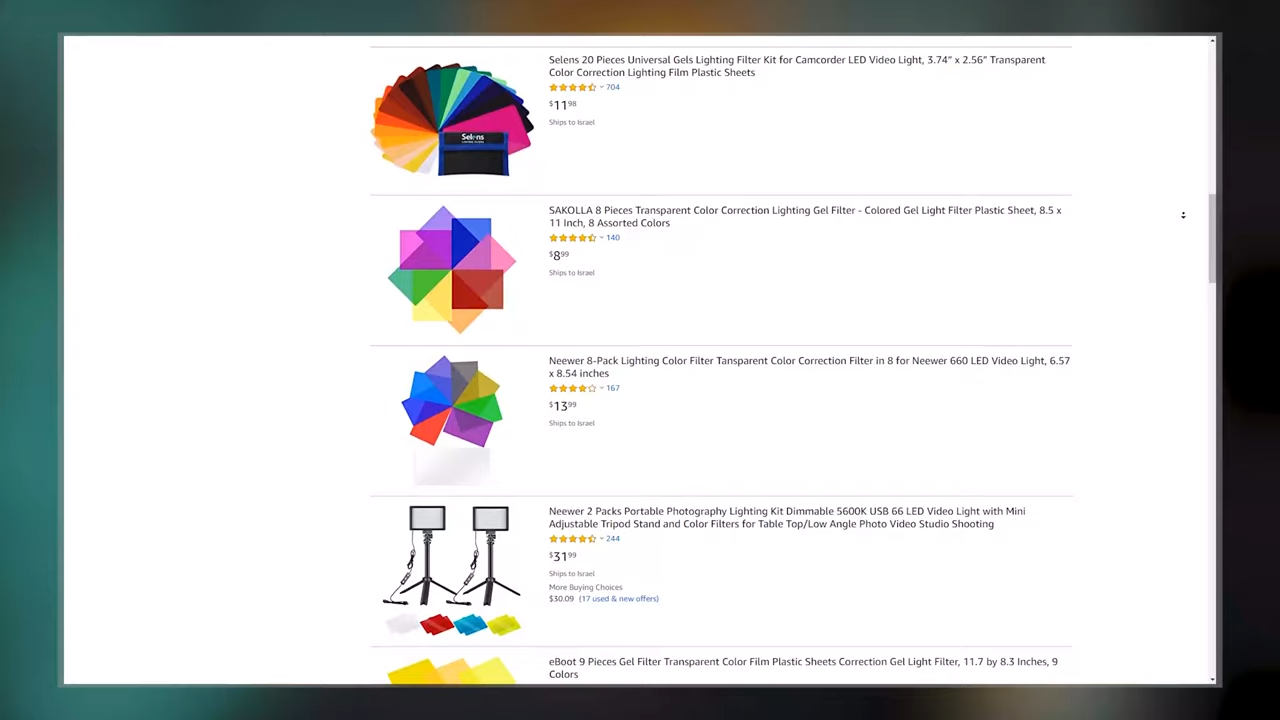 Selens 20 Pieces Universal Gels Lighting Filter Kit for Camcorder LED Video Light, 3.74” x 2.56” Transparent
Color Correction Lighting Film Plastic Sheets
704
$11.98
Ships to Israel
Selens
SAKOLLA 8 Pieces Transparent Color Correction Lighting Gel Filter - Colored Gel Light Filter Plastic Sheet, 8.5 x
11 Inch, 8 Assorted Colors
140
$8.99
Ships to Israel
Neewer 8-Pack Lighting Color Filter Tansparent Color Correction Filter in 8 for Neewer 660 LED Video Light, 6.57
x 8.54 inches
167
$13.99
Ships to Israel
Neewer 2 Packs Portable Photography Lighting Kit Dimmable 5600K USB 66 LED Video Light with Mini
Adjustable Tripod Stand and Color Filters for Table Top/Low Angle Photo Video Studio Shooting
244
$31.99
Ships to Israel
More Buying Choices
$30.09 (17 used & new offers)
eBoot 9 Pieces Gel Filter Transparent Color Film Plastic Sheets Correction Gel Light Filter, 11.7 by 8.3 Inches, 9
Colors